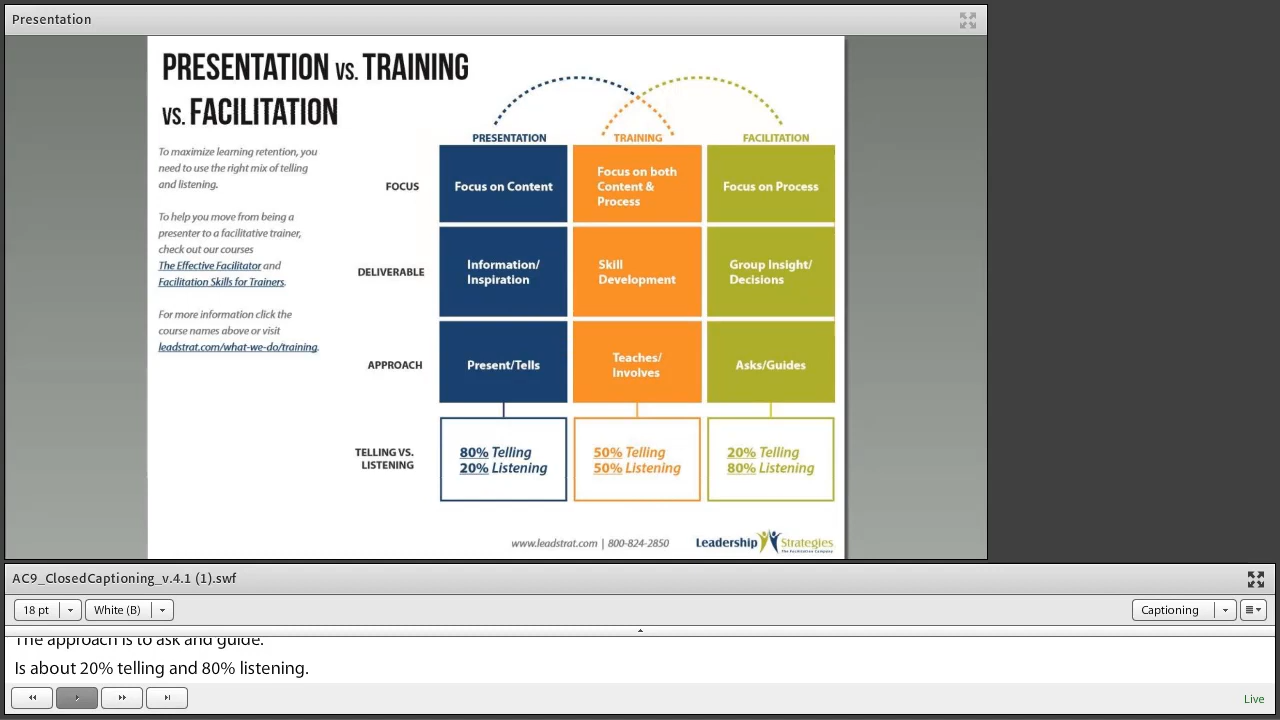 Presentation
PRESENTATION VS. TRAINING
VS. FACILITATION
To maximize learning retention, you
need to use the right mix of telling
and listening.
To help you move from being a
presenter to a facilitative trainer,
check out our courses
The Effective Facilitator and
Facilitation Skills for Trainers.
For more information click the
course names above or visit
leadstrat.com/what-we-do/training.
PRESENTATION TRAINING FACILITATION
FOCUS
Focus on Content
Focus on both
Content &
Process
Focus on Process
DELIVERABLE
Information/
Inspiration
Skill
Development
Group Insight/
Decisions
APPROACH
Present/Tells
Teaches/
Involves
Asks/Guides
TELLING VS.
LISTENING
80% Telling
20% Listening
50% Telling
50% Listening
20% Telling
80% Listening
www.leadstrat.com | 800-824-2850
Leadership Strategies
The Facilitation Company
AC9_ClosedCaptioning_v.4.1 (1).swf
18 pt White (B) Captioning
The approach is to ask and guide.
Is about 20% telling and 80% listening.
Live